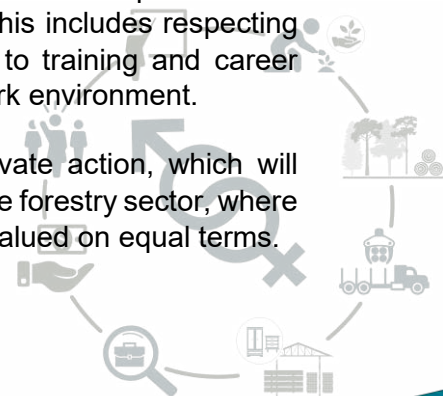 his includes respecting
to training and career
rk environment.
vate action, which will
e forestry sector, where
alued on equal terms.